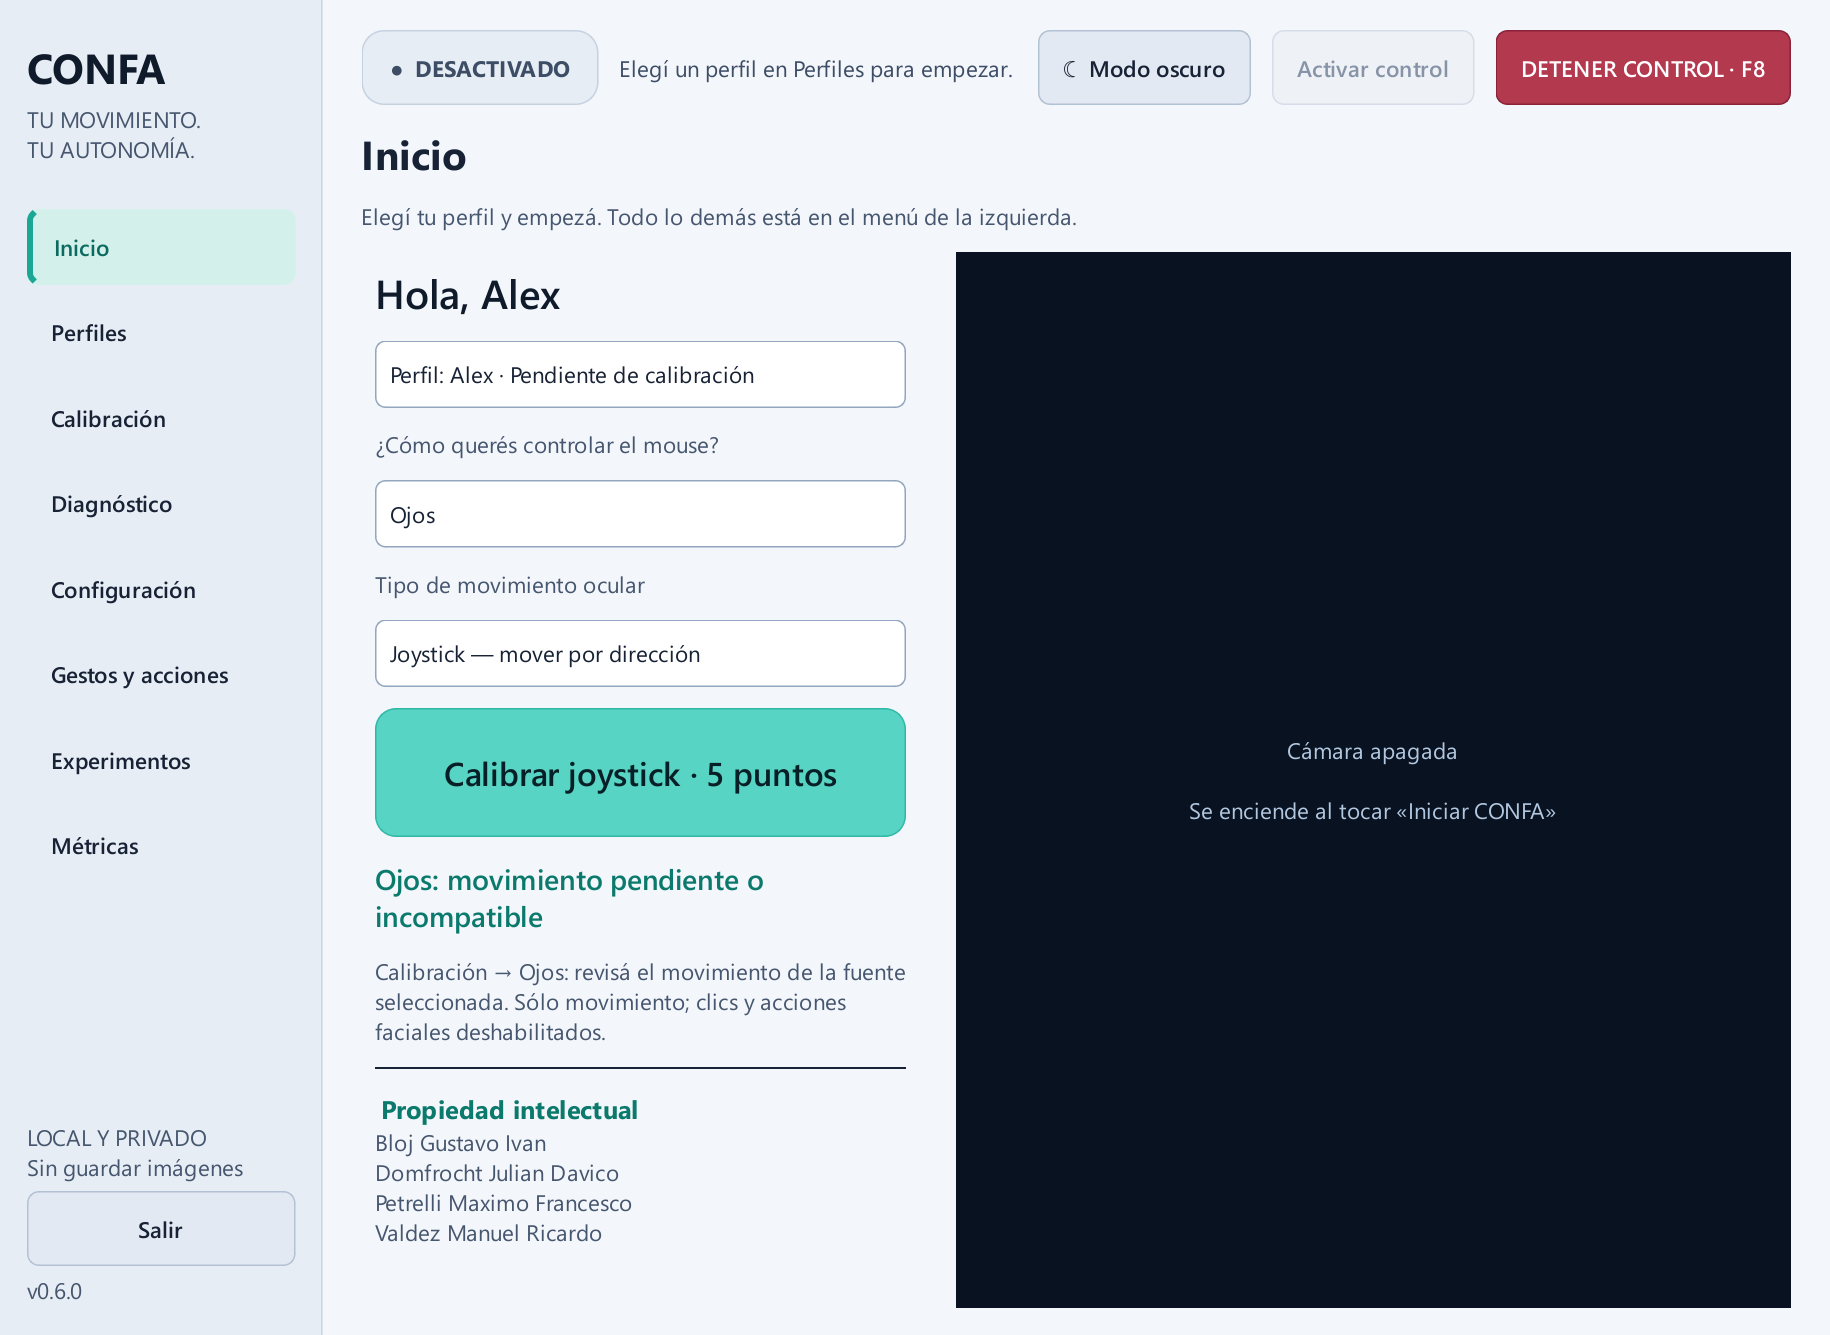 CONFA
TU MOVIMIENTO.
TU AUTONOMÍA.
Inicio
Perfiles
Calibración
Diagnóstico
Configuración
Gestos y acciones
Experimentos
Métricas
LOCAL Y PRIVADO
Sin guardar imágenes
Salir
v0.6.0
● DESACTIVADO
Elegí un perfil en Perfiles para empezar.
☾ Modo oscuro
Activar control
DETENER CONTROL · F8
Inicio
Elegí tu perfil y empezá. Todo lo demás está en el menú de la izquierda.
Hola, Alex
Perfil: Alex · Pendiente de calibración
¿Cómo querés controlar el mouse?
Ojos
Tipo de movimiento ocular
Joystick — mover por dirección
Calibrar joystick · 5 puntos
Ojos: movimiento pendiente o
incompatible
Calibración → Ojos: revisá el movimiento de la fuente
seleccionada. Sólo movimiento; clics y acciones
faciales deshabilitados.
Propiedad intelectual
Bloj Gustavo Ivan
Domfrocht Julian Davico
Petrelli Maximo Francesco
Valdez Manuel Ricardo
Cámara apagada
Se enciende al tocar «Iniciar CONFA»